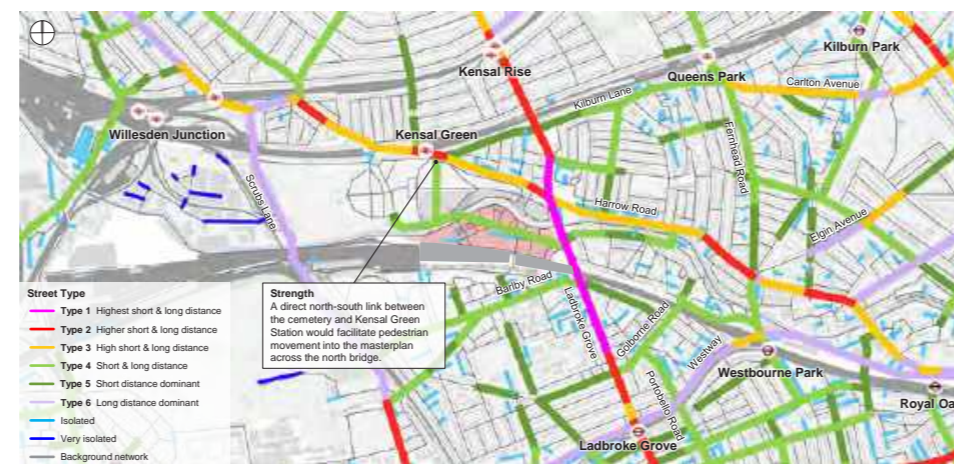 Kilburn Park
Kensal Rise
Queens Park
Carlton Avenue
Kilburn Lane
Willesden Junction
Kensal Green
Fernhead Road
Scrubs Lane
Harrow Road
Elgin Avenue
Barlby Road
Street Type
Type 1 Highest short & long distance
Type 2 Higher short & long distance
Type 3 High short & long distance
Type 4 Short & long distance
Type 5 Short distance dominant
Type 6 Long distance dominant
Isolated
Very isolated
Background network
Strength
A direct north-south link between
the cemetery and Kensal Green
Station would facilitate pedestrian
movement into the masterplan
across the north bridge.
Ladbroke Grove
Golborne Road
Westway
Portobello Road
Westbourne Park
Royal Oa
Ladbroke Grove